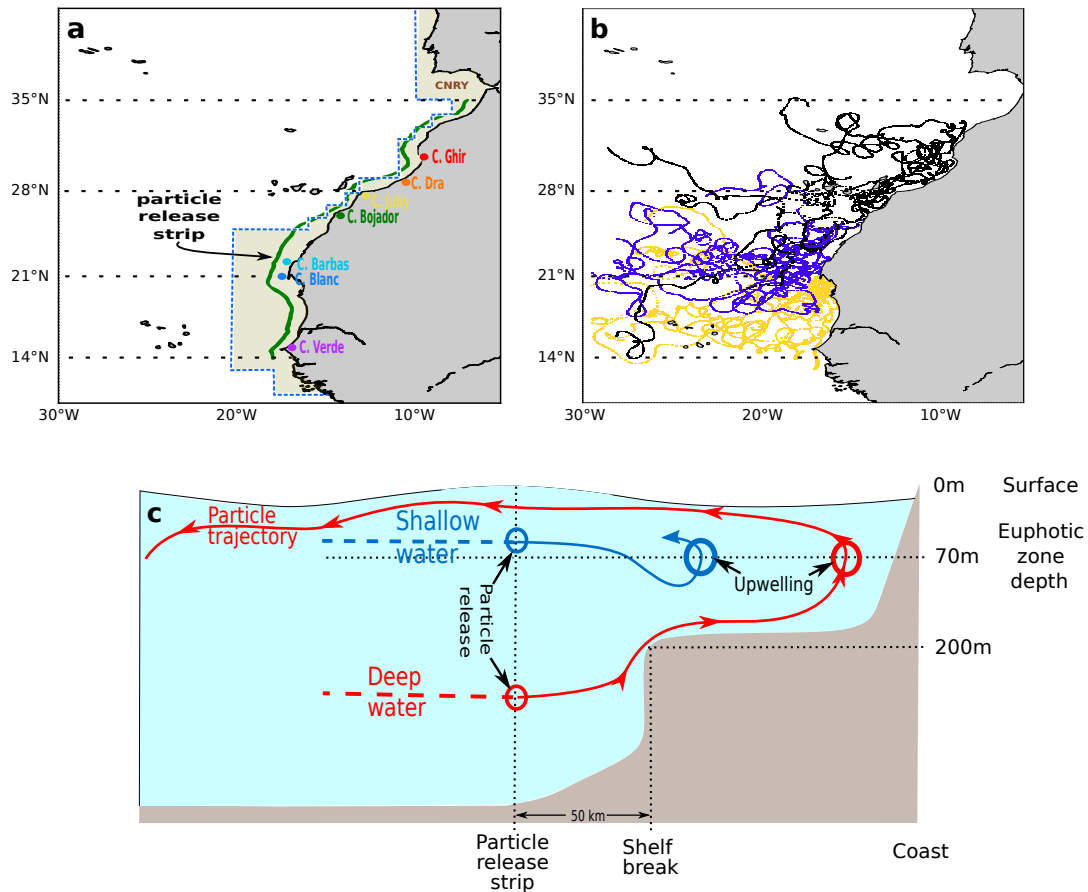 a
CNRY
35°N
C. Ghir
28°N
C. Dra
C. Juby
particle
release
strip
C. Bojador
C. Barbas
21°N
C. Blanc
C. Verde
14°N
30°W
20°W
10°W
b
35°N
28°N
21°N
14°N
30°W
20°W
10°W
c
0m
Surface
Particle
trajectory
Shallow
water
70m
Euphotic
zone
depth
Upwelling
Particle
release
200m
Deep
water
50 km
Particle
release
strip
Shelf
break
Coast